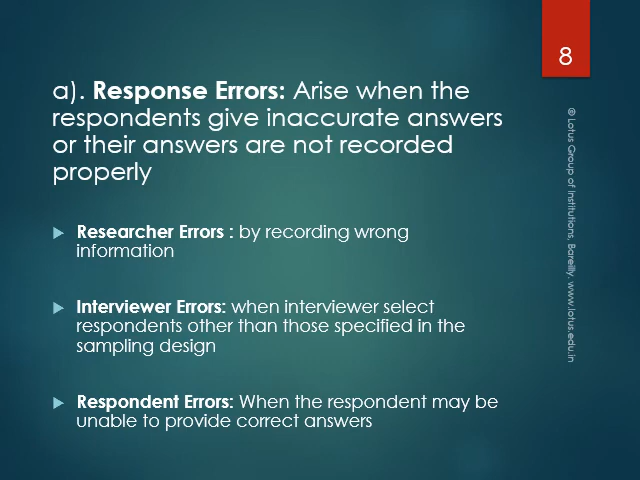 8
a). Response Errors: Arise when the
respondents give inaccurate answers
or their answers are not recorded
properly
Researcher Errors : by recording wrong
information
Interviewer Errors: when interviewer select
respondents other than those specified in the
sampling design
Respondent Errors: When the respondent may be
unable to provide correct answers
® Lotus Group of Institutions, Bareilly. www.lotus.edu.in